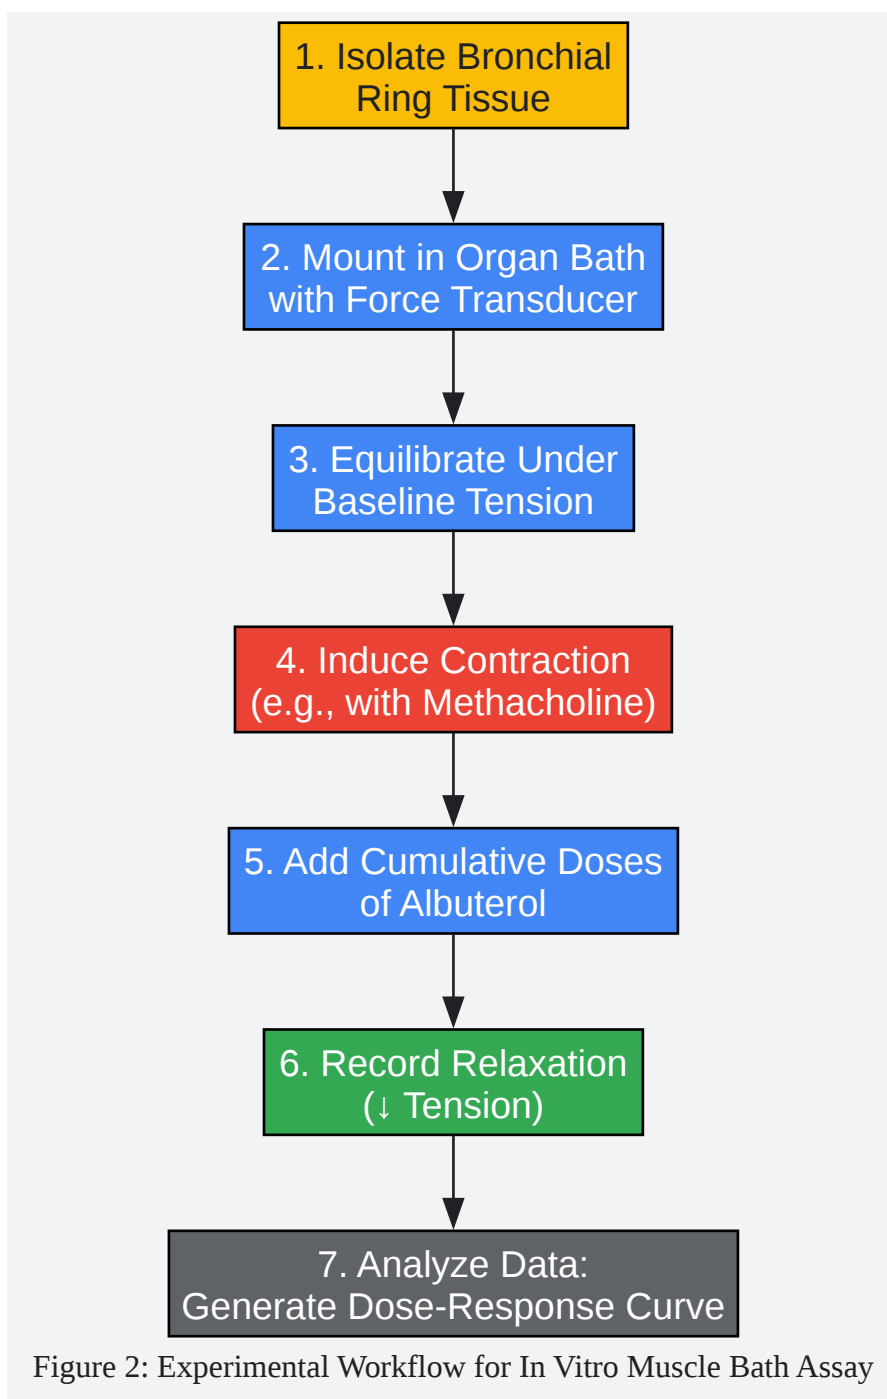 1. Isolate Bronchial
Ring Tissue
2. Mount in Organ Bath
with Force Transducer
3. Equilibrate Under
Baseline Tension
4. Induce Contraction
(e.g., with Methacholine)
5. Add Cumulative Doses
of Albuterol
6. Record Relaxation
(↓ Tension)
7. Analyze Data:
Generate Dose-Response Curve
Figure 2: Experimental Workflow for In Vitro Muscle Bath Assay